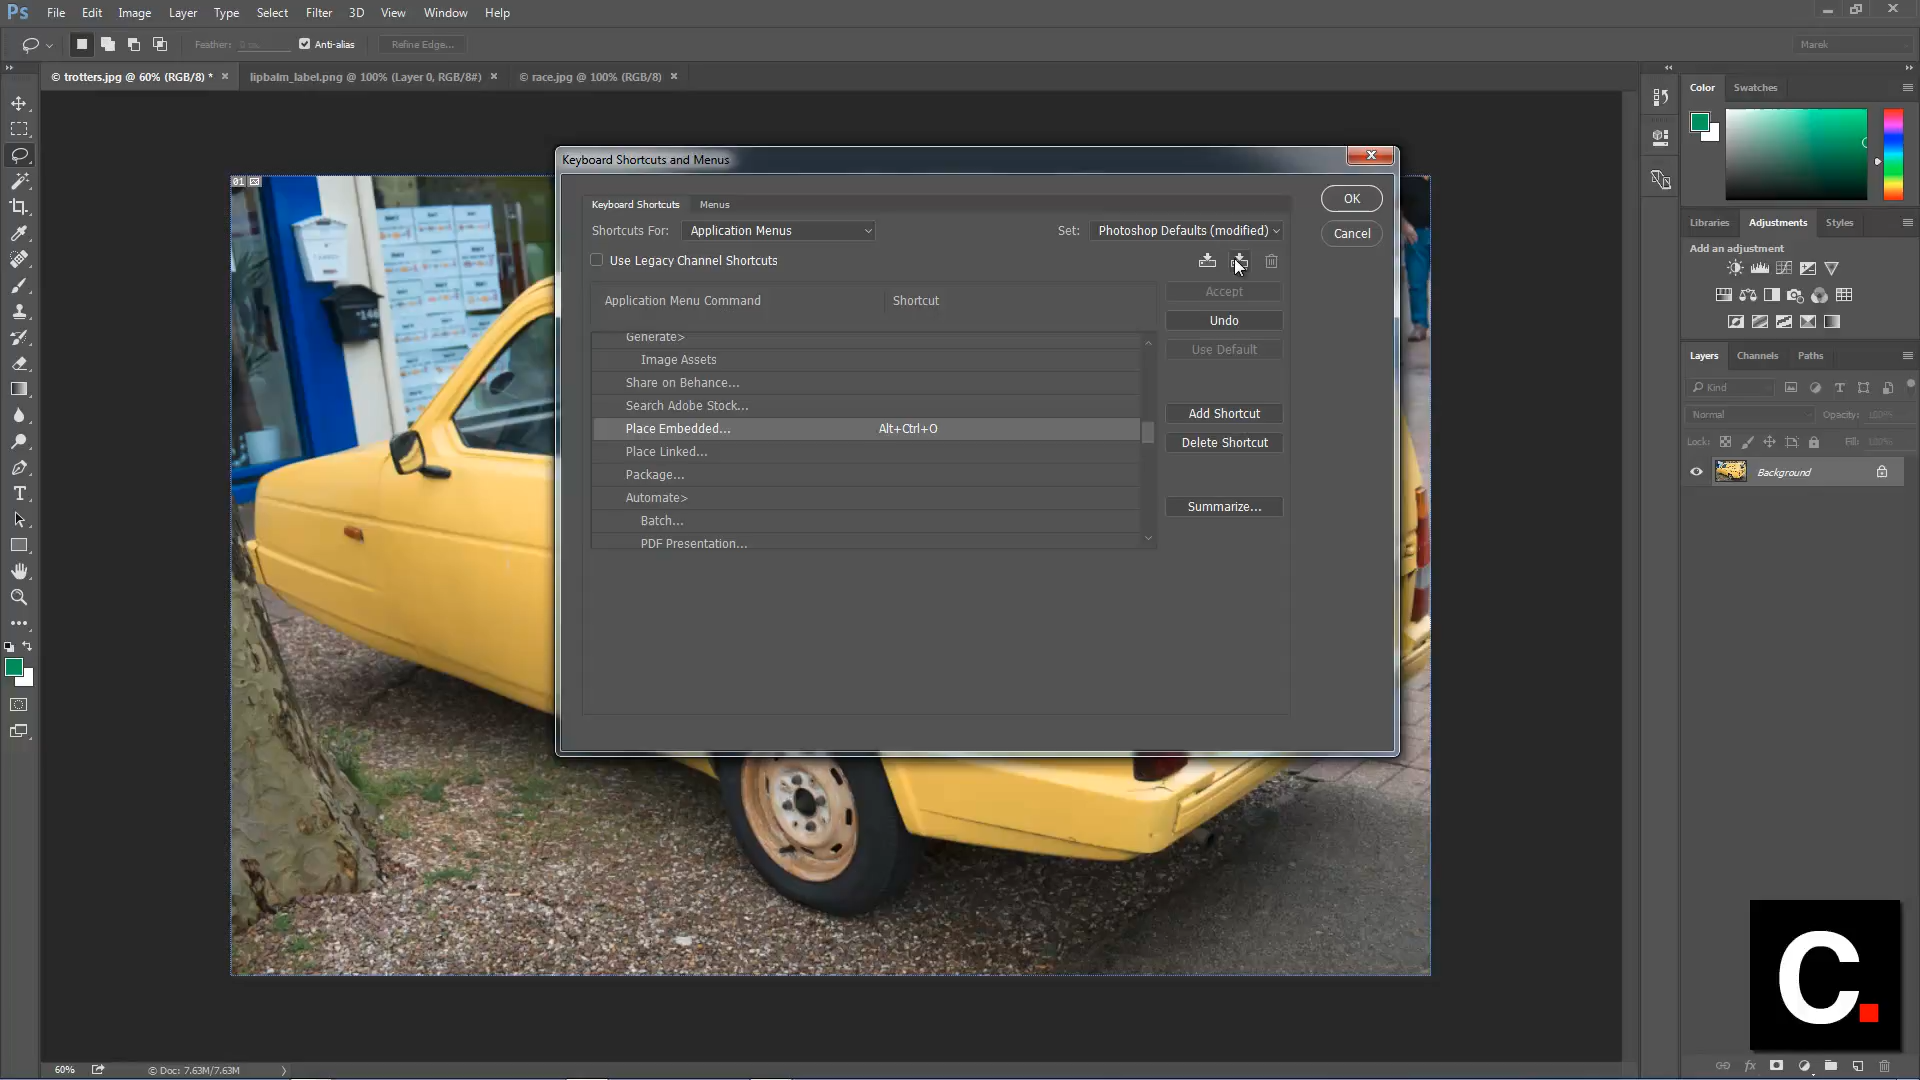 Ps File Edit Image Layer Type Select Filter 3D View Window Help
Feather: Anti-alias Refine Edge... Marek
© trotters.jpg @ 60% (RGB/8) * × lipbalm_label.png @ 100% (Layer 0, RGB/8#) × © race.jpg @ 100% (RGB/8) ×
Color Swatches
01
Keyboard Shortcuts and Menus
Keyboard Shortcuts Menus
OK
Shortcuts For: Application Menus Set: Photoshop Defaults (modified)
Cancel
Use Legacy Channel Shortcuts
Application Menu Command Shortcut
Accept
Undo
Use Default
Add Shortcut
Delete Shortcut
Summarize...
Generate>
Image Assets
Share on Behance...
Search Adobe Stock...
Place Embedded... Alt+Ctrl+O
Place Linked...
Package...
Automate>
Batch...
PDF Presentation...
Libraries Adjustments Styles
Add an adjustment
Layers Channels Paths
Kind
Normal Opacity: 100%
Lock: Fill: 100%
Background
60% © Doc: 7.63M/7.63M
C.